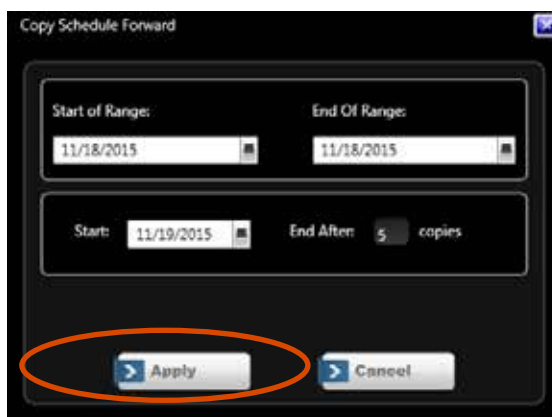 Copy Schedule Forward
Start of Range: End Of Range:
11/18/2015 11/18/2015
Start: 11/19/2015 End After: 5 copies
Apply Cancel